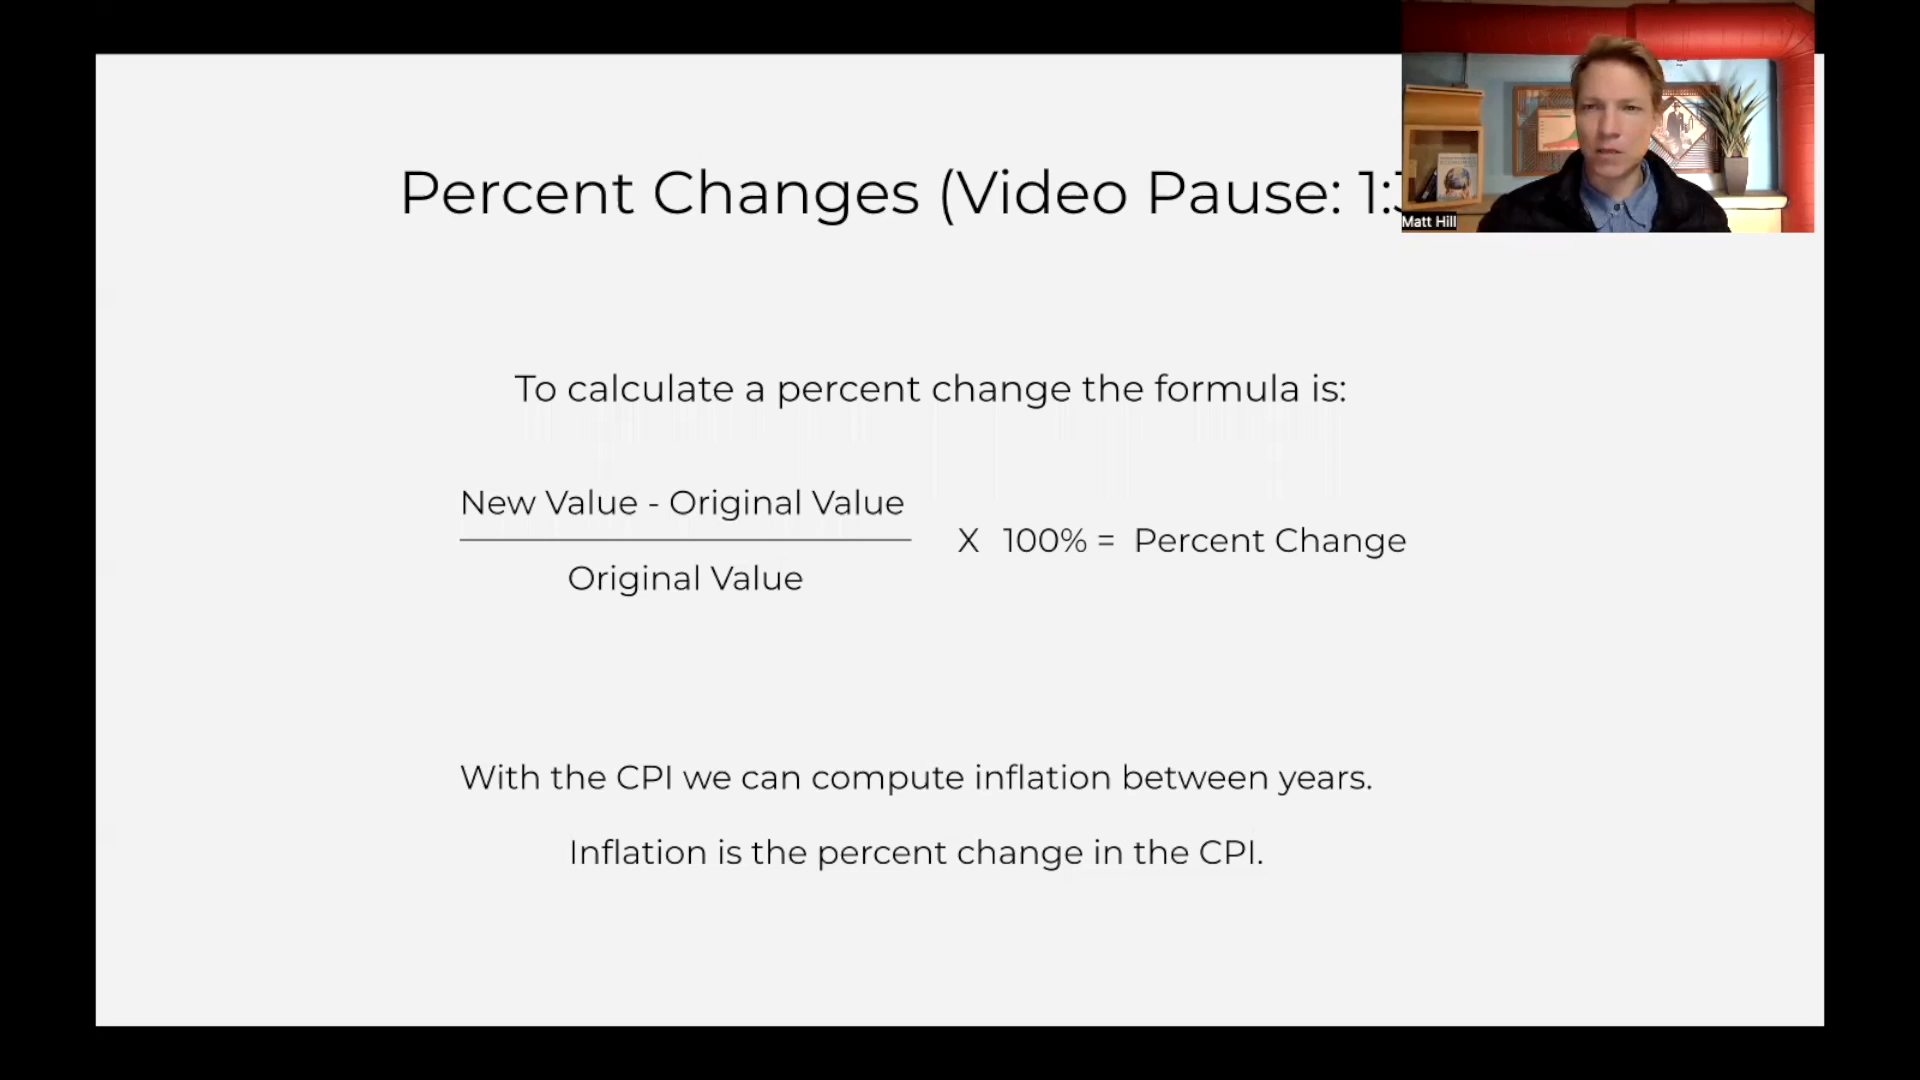 Percent Changes (Video Pause: 1:
Matt Hill
To calculate a percent change the formula is:
New Value - Original Value
X 100% = Percent Change
Original Value
With the CPI we can compute inflation between years.
Inflation is the percent change in the CPI.